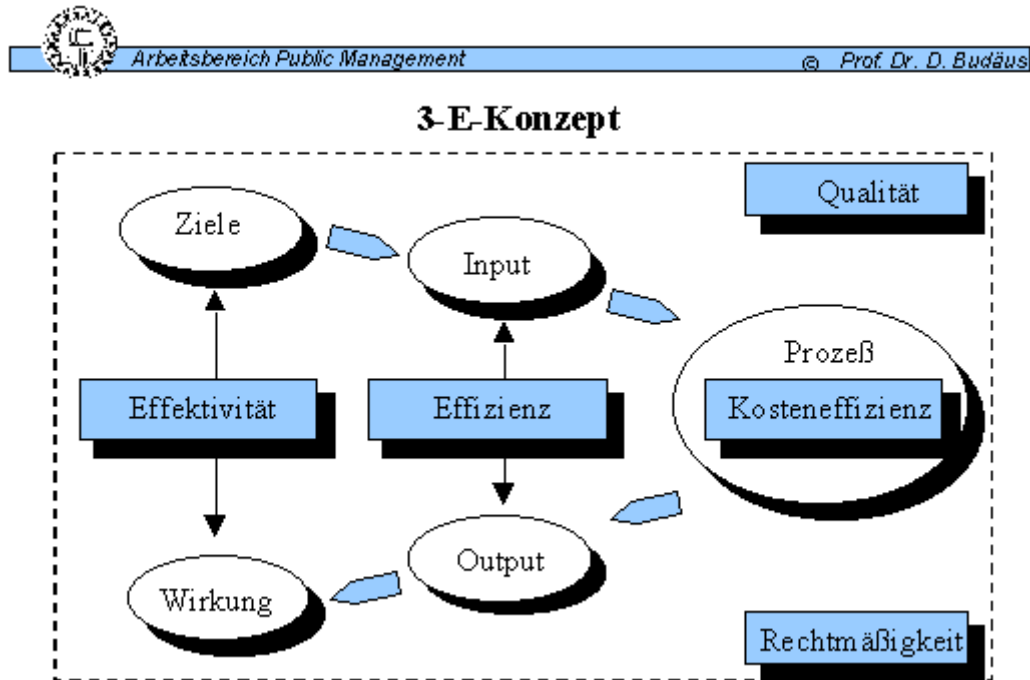 Arbeitsbereich Public Management © Prof. Dr. D. Budäus
3-E-Konzept
Qualität
Ziele
Input
Prozeß
Effektivität
Effizienz
Kosteneffizienz
Output
Wirkung
Rechtmäßigkeit